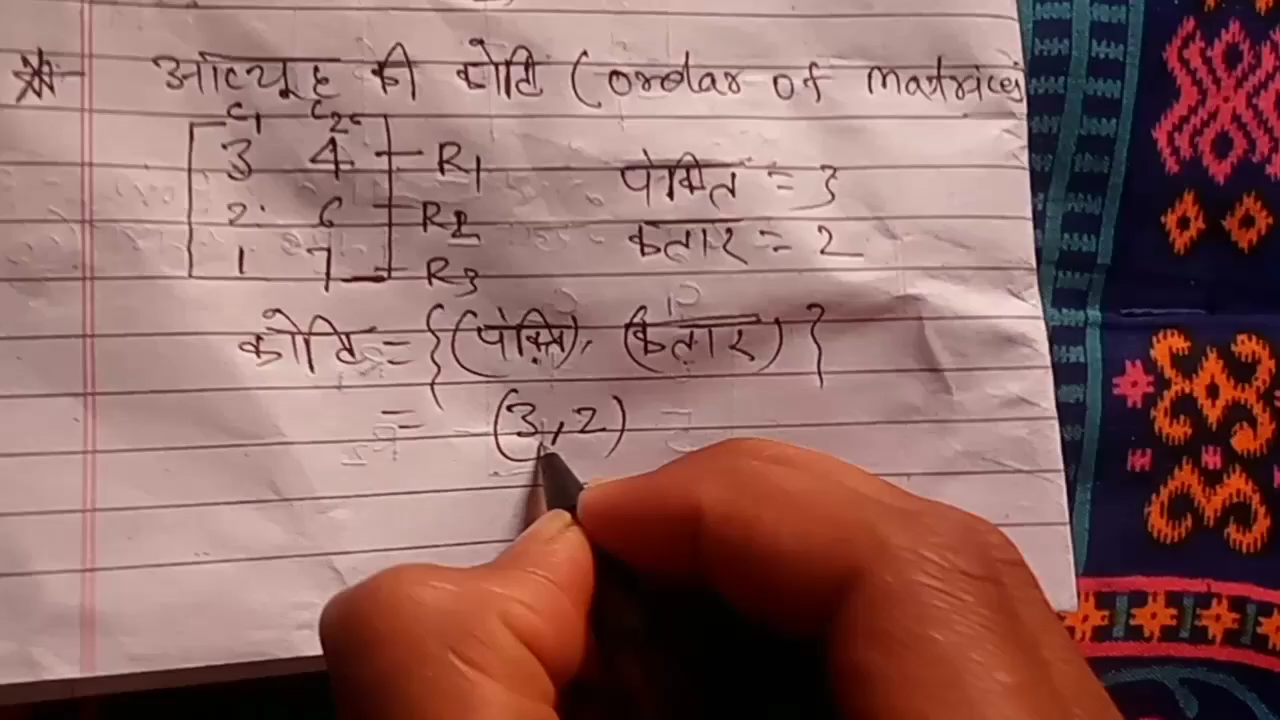 आव्यूह की कोटि (ordar of matrices
C1 C2
3 4 - R1
2 6 - R2
1 7 - R3
पंक्ति = 3
कतार = 2
कोटि = {(पंक्ति), (कतार)}
= (3,2)